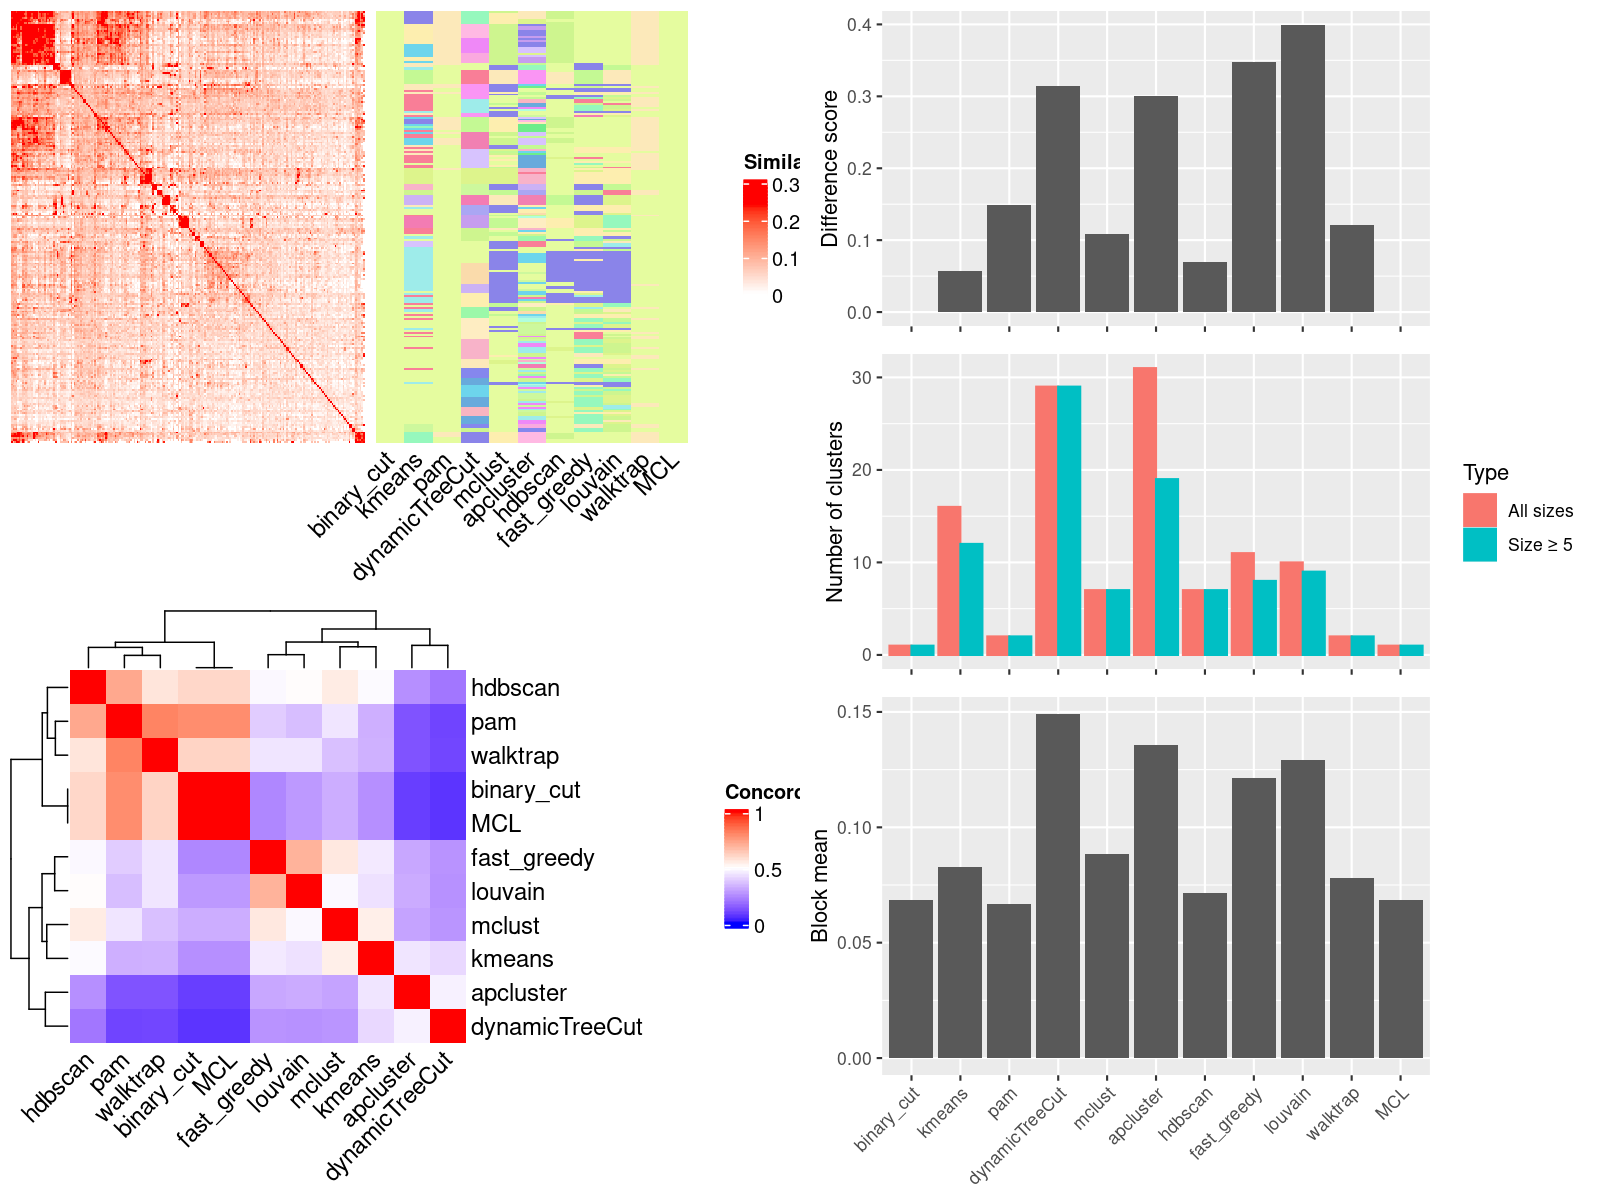 Simila
0.3
0.2
0.1
0
binary_cut
kmeans
pam
dynamicTreeCut
mclust
apcluster
hdbscan
fast_greedy
louvain
walktrap
MCL
hdbscan
pam
walktrap
binary_cut
MCL
fast_greedy
louvain
mclust
kmeans
apcluster
dynamicTreeCut
hdbscan
pam
walktrap
binary_cut
MCL
fast_greedy
louvain
mclust
kmeans
apcluster
dynamicTreeCut
Concord
1
0.5
0
Difference score
0.4
0.3
0.2
0.1
0.0
Number of clusters
30
20
10
0
Type
All sizes
Size ≥ 5
Block mean
0.15
0.10
0.05
0.00
binary_cut
kmeans
pam
dynamicTreeCut
mclust
apcluster
hdbscan
fast_greedy
louvain
walktrap
MCL